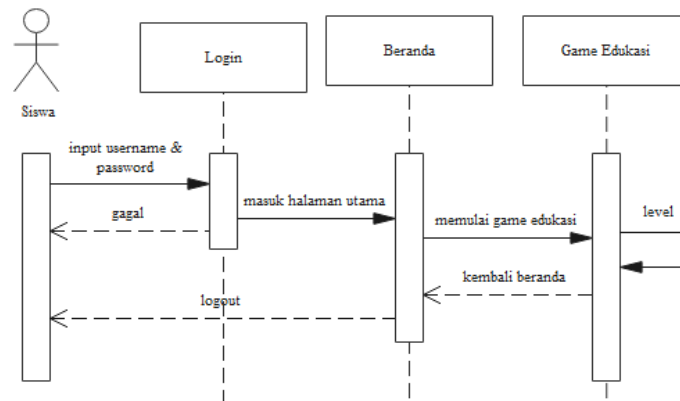 Login
Beranda
Game Edukasi
Siswa
input username &
password
masuk halaman utama
level
gagal
memulai game edukasi
kembali beranda
logout